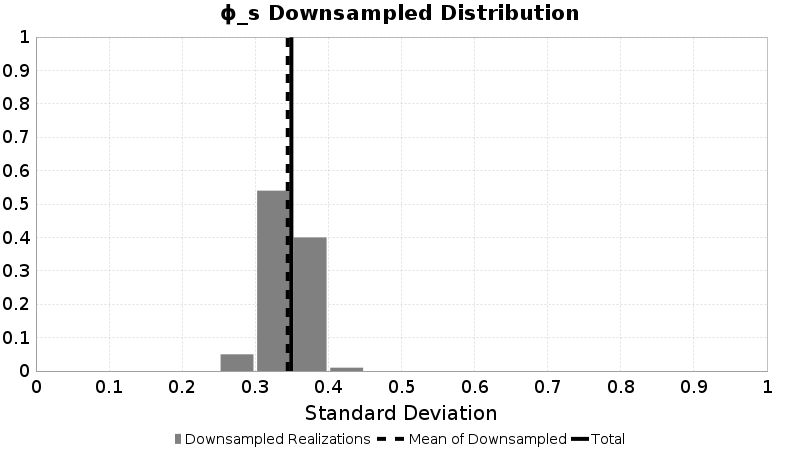 ϕ_s Downsampled Distribution
1
0.9
0.8
0.7
0.6
0.5
0.4
0.3
0.2
0.1
0
0 0.1 0.2 0.3 0.4 0.5 0.6 0.7 0.8 0.9 1
Standard Deviation
Downsampled Realizations Mean of Downsampled Total